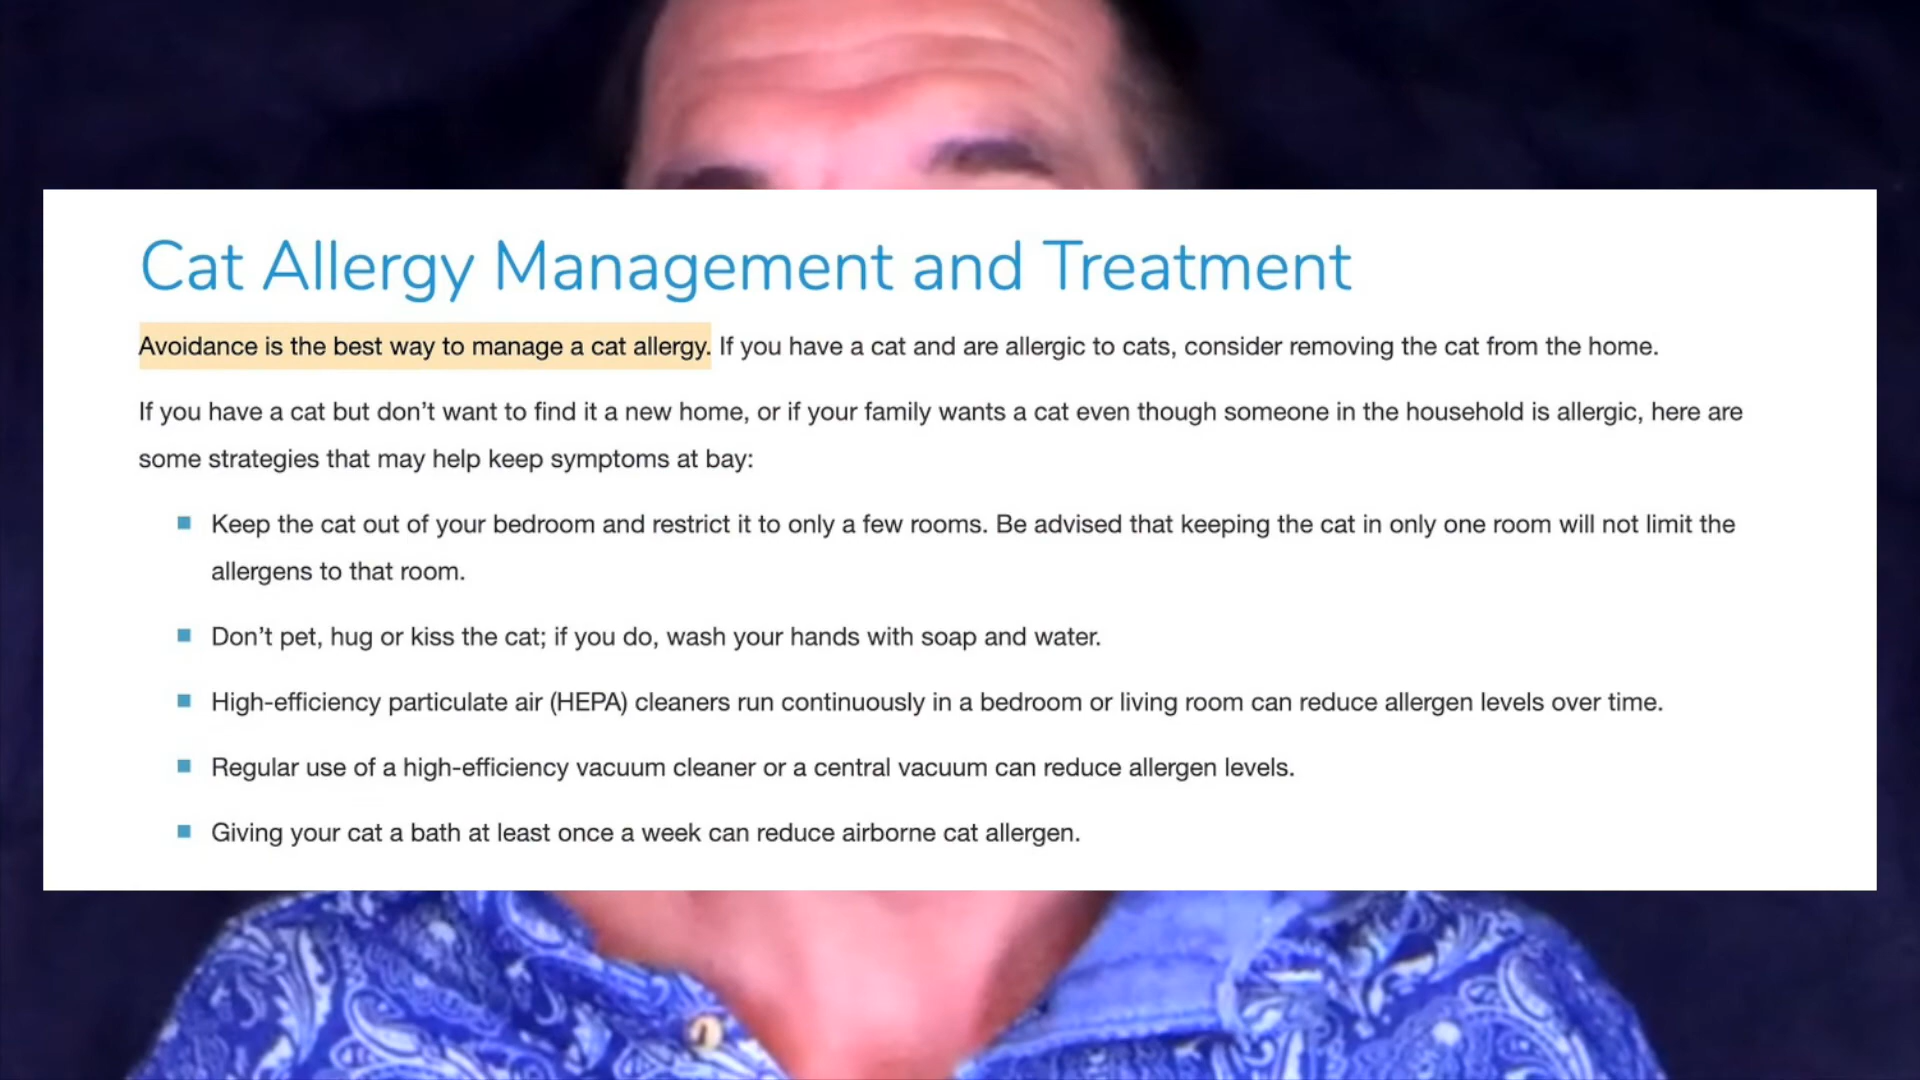 Cat Allergy Management and Treatment
Avoidance is the best way to manage a cat allergy. If you have a cat and are allergic to cats, consider removing the cat from the home.
If you have a cat but don’t want to find it a new home, or if your family wants a cat even though someone in the household is allergic, here are
some strategies that may help keep symptoms at bay:
Keep the cat out of your bedroom and restrict it to only a few rooms. Be advised that keeping the cat in only one room will not limit the
allergens to that room.
Don’t pet, hug or kiss the cat; if you do, wash your hands with soap and water.
High-efficiency particulate air (HEPA) cleaners run continuously in a bedroom or living room can reduce allergen levels over time.
Regular use of a high-efficiency vacuum cleaner or a central vacuum can reduce allergen levels.
Giving your cat a bath at least once a week can reduce airborne cat allergen.